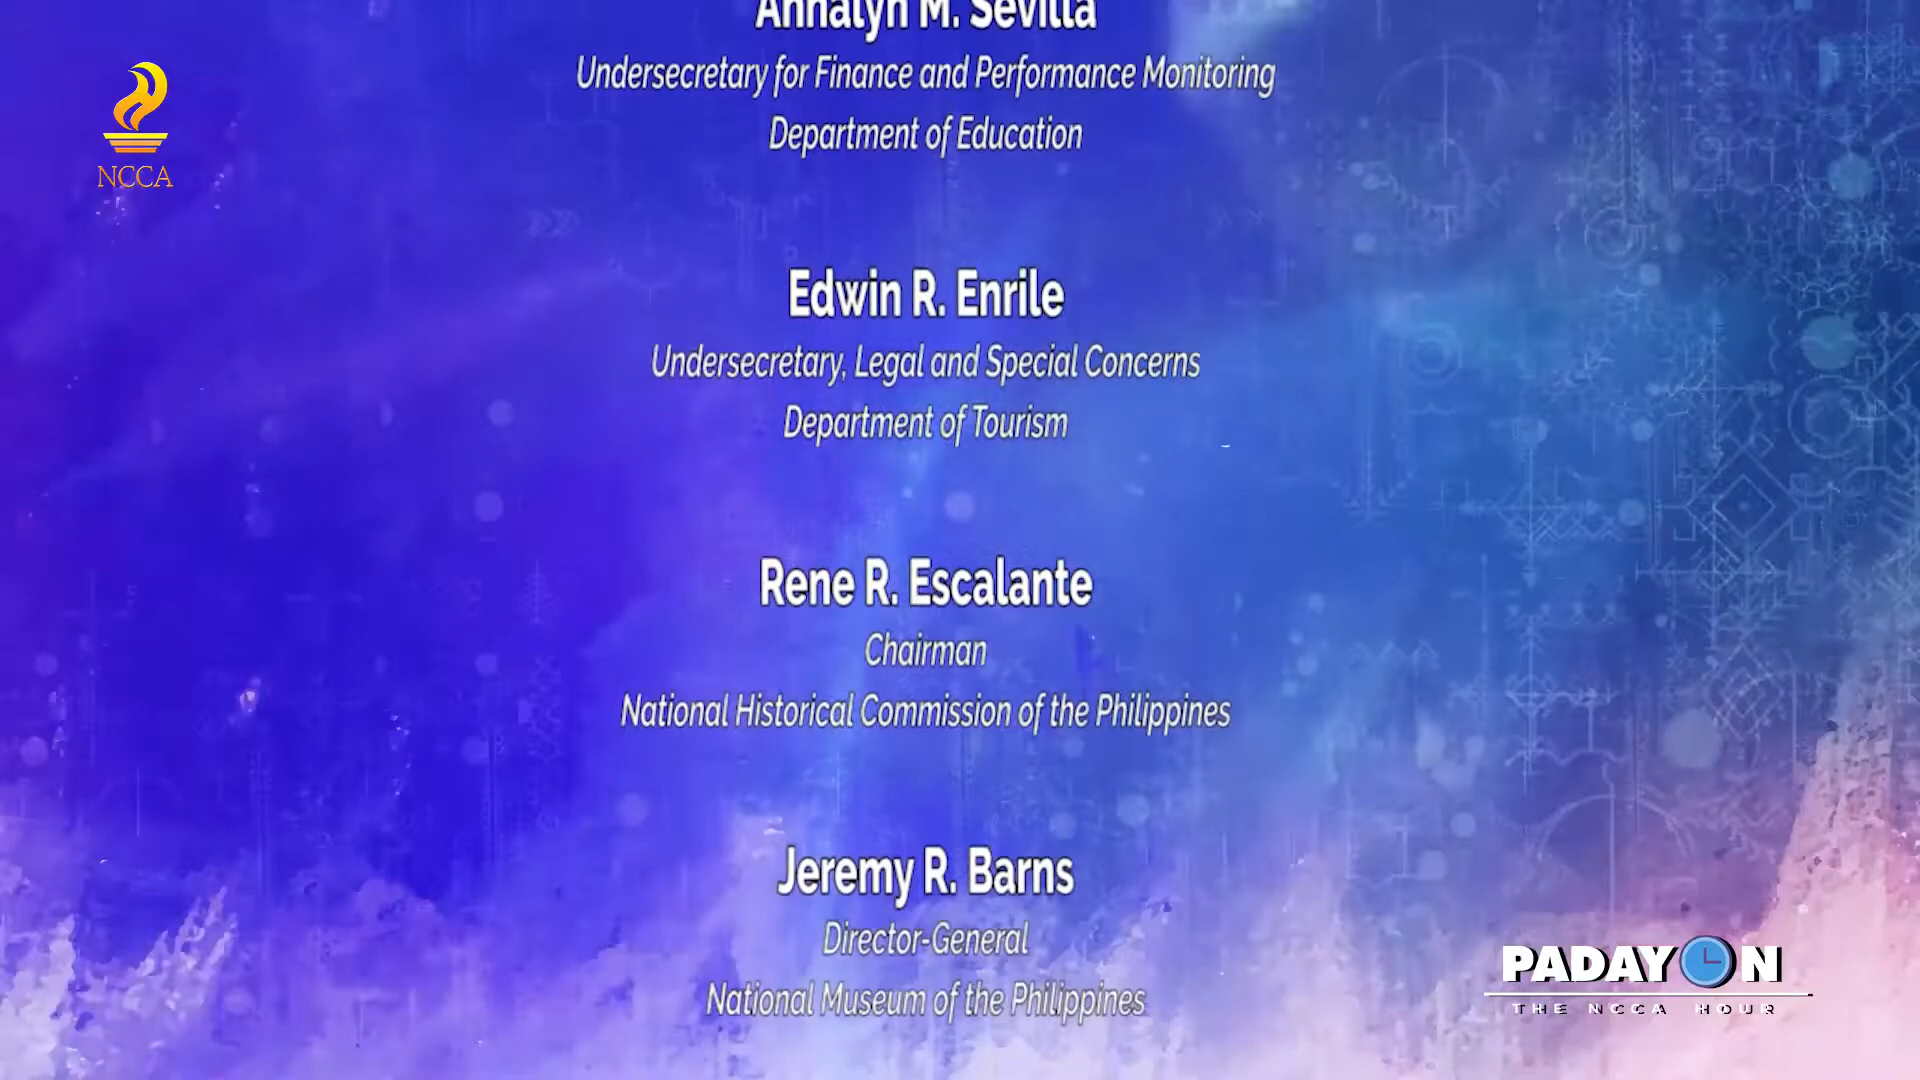 Annalyn M. Sevilla
Undersecretary for Finance and Performance Monitoring
Department of Education
NCCA
Edwin R. Enrile
Undersecretary, Legal and Special Concerns
Department of Tourism
Rene R. Escalante
Chairman
National Historical Commission of the Philippines
Jeremy R. Barns
Director-General
National Museum of the Philippines
PADAYON
THE NCCA HOUR